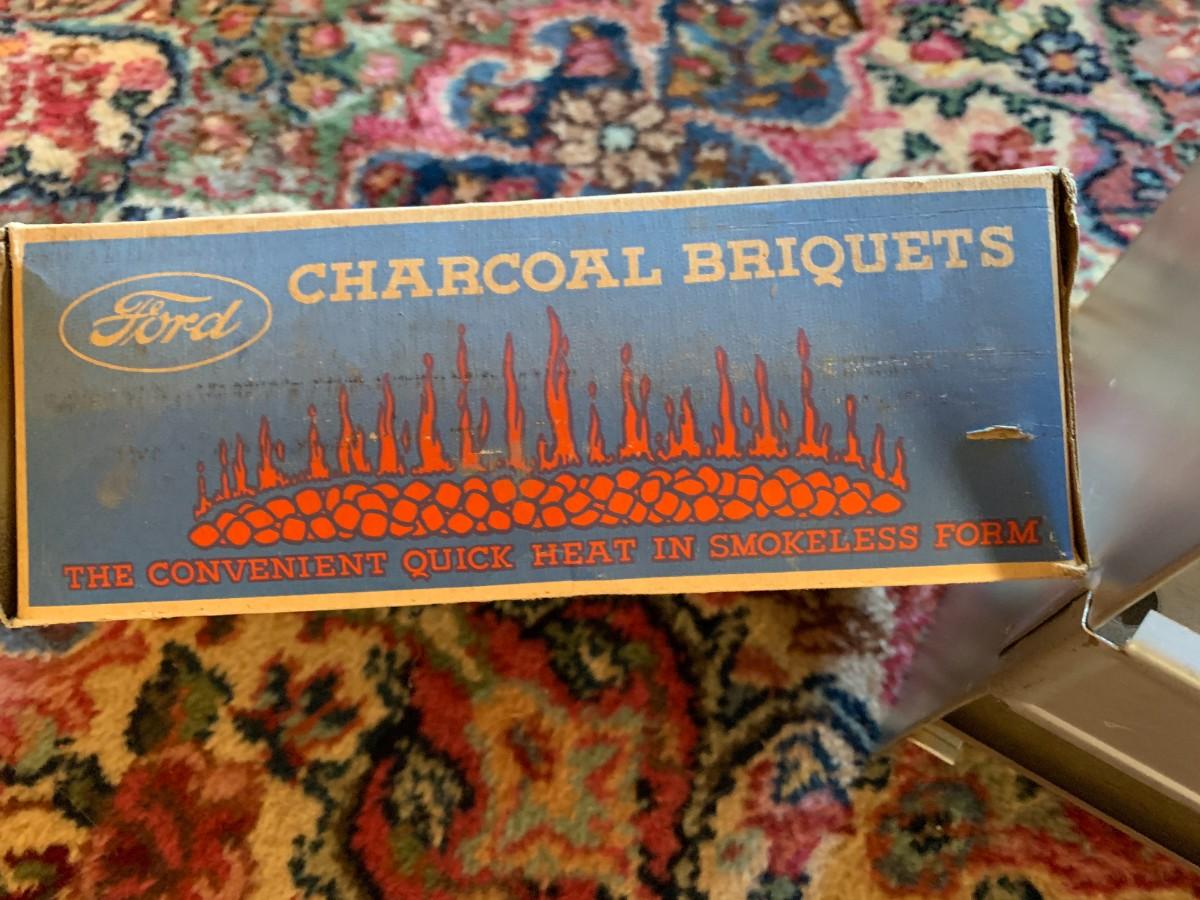 Ford
CHARCOAL BRIQUETS
THE CONVENIENT QUICK HEAT IN SMOKELESS FORM